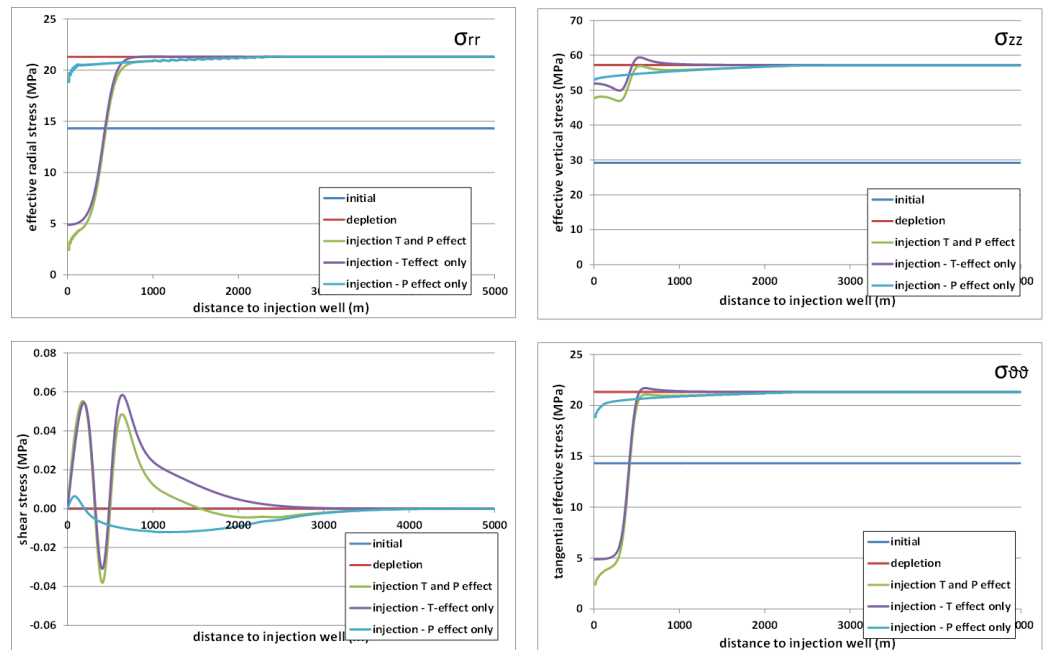 σrr
25
20
15
10
5
0
effective radial stress (MPa)
initial
depletion
injection T and P effect
injection - Teffect only
injection - P effect only
0 1000 2000 3000 4000 5000
distance to injection well (m)
σzz
70
60
50
40
30
20
10
0
effective vertical stress (MPa)
initial
depletion
injection T and P effect
injection - T-effect only
injection - P effect only
0 1000 2000 3000 00
distance to injection well (m)
0.08
0.06
0.04
0.02
0.00
-0.02
-0.04
-0.06
shear stress (MPa)
0 1000 2000 3000 4000 5000
initial
depletion
injection T and P effect
injection - T-effect only
injection - P effect only
distance to injection well (m)
σϑϑ
25
20
15
10
5
0
tangential effective stress (MPa)
initial
depletion
injection T and P effect
injection - T effect only
injection - P effect only
0 1000 2000 3000 00
distance to injection well (m)